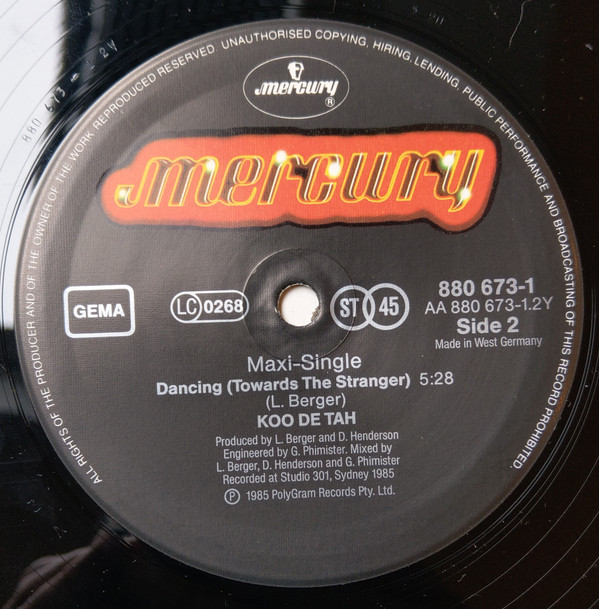 ALL RIGHTS OF THE PRODUCER AND OF THE OWNER OF THE WORK REPRODUCED RESERVED. UNAUTHORISED COPYING, HIRING, LENDING, PUBLIC PERFORMANCE AND BROADCASTING OF THIS RECORD PROHIBITED.
mercury ®
mercury
GEMA
LC 0268
ST 45
880 673-1
AA 880 673-1.2Y
Side 2
Made in West Germany
Maxi-Single
Dancing (Towards The Stranger) 5:28
(L. Berger)
KOO DE TAH
Produced by L. Berger and D. Henderson
Engineered by G. Phimister. Mixed by
L. Berger, D. Henderson and G. Phimister
Recorded at Studio 301, Sydney 1985
℗ 1985 PolyGram Records Pty. Ltd.